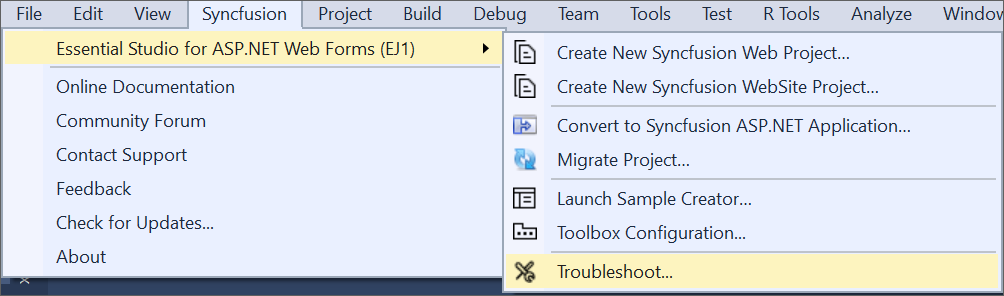 File Edit View Syncfusion Project Build Debug Team Tools Test R Tools Analyze Window
Essential Studio for ASP.NET Web Forms (EJ1)
Online Documentation
Community Forum
Contact Support
Feedback
Check for Updates...
About
Create New Syncfusion Web Project...
Create New Syncfusion WebSite Project...
Convert to Syncfusion ASP.NET Application...
Migrate Project...
Launch Sample Creator...
Toolbox Configuration...
Troubleshoot...